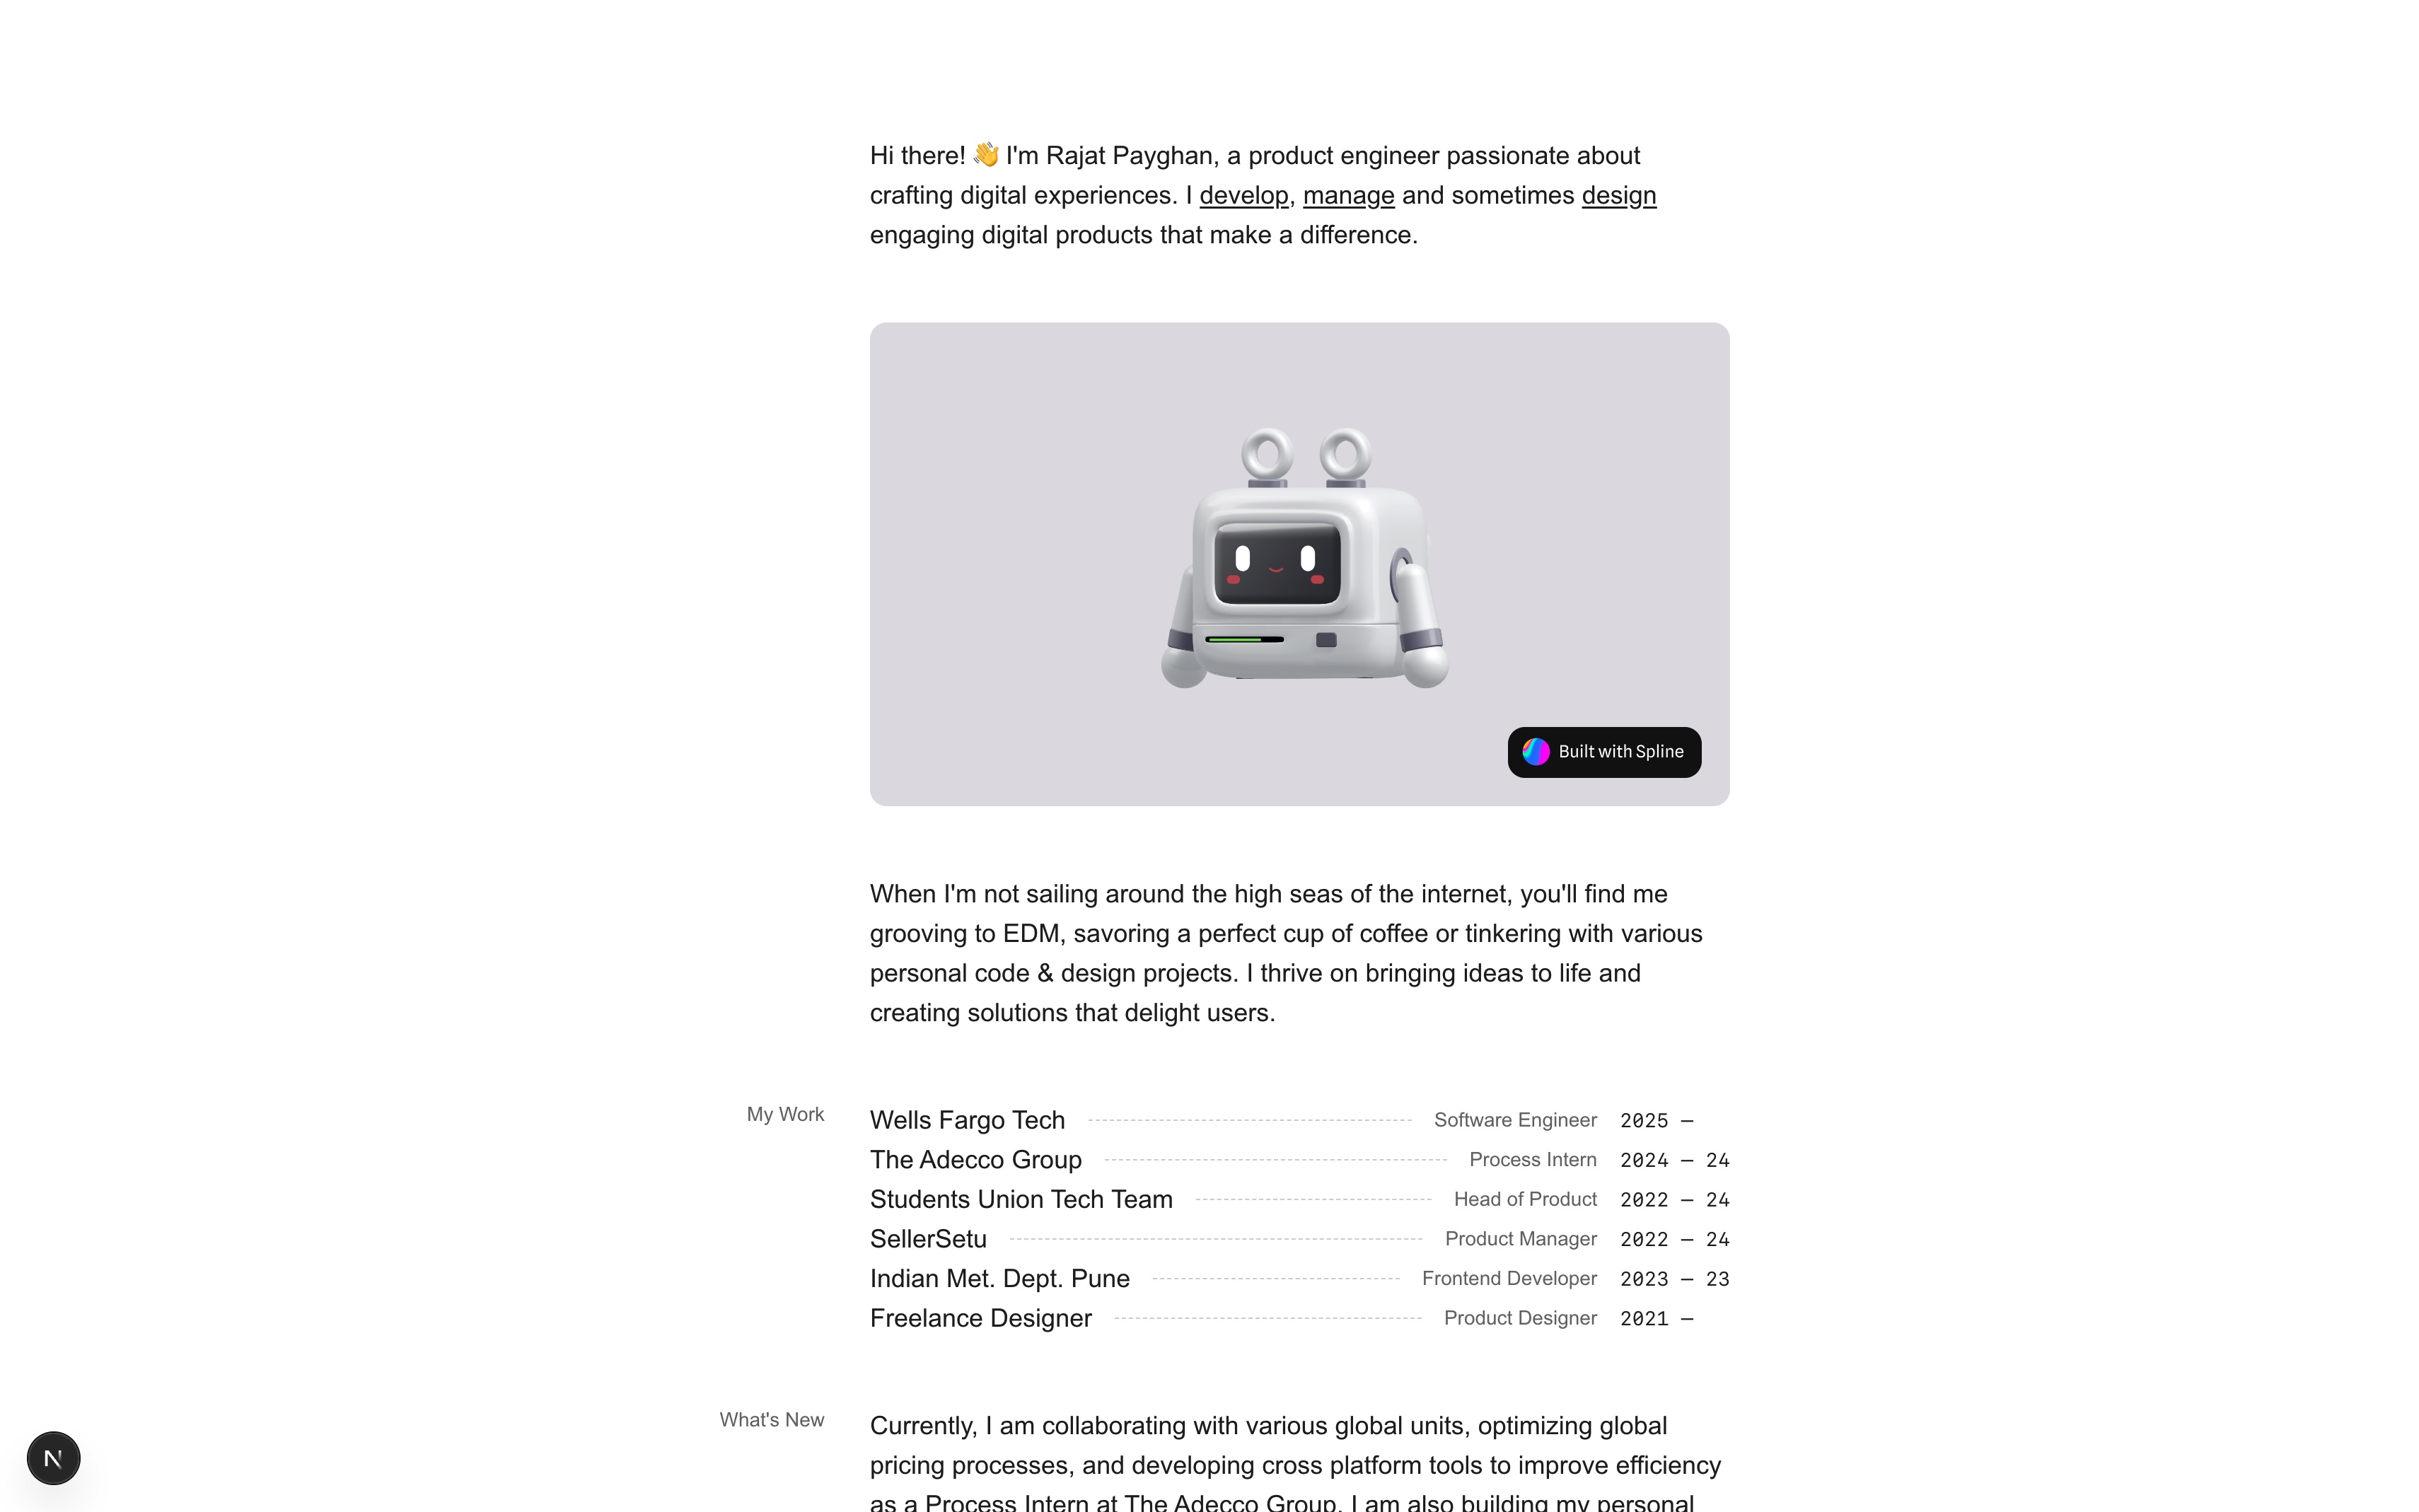 Hi there! 👋 I'm Rajat Payghan, a product engineer passionate about
crafting digital experiences. I develop, manage and sometimes design
engaging digital products that make a difference.
Built with Spline
When I'm not sailing around the high seas of the internet, you'll find me
grooving to EDM, savoring a perfect cup of coffee or tinkering with various
personal code & design projects. I thrive on bringing ideas to life and
creating solutions that delight users.
My Work
Wells Fargo Tech Software Engineer 2025 —
The Adecco Group Process Intern 2024 — 24
Students Union Tech Team Head of Product 2022 — 24
SellerSetu Product Manager 2022 — 24
Indian Met. Dept. Pune Frontend Developer 2023 — 23
Freelance Designer Product Designer 2021 —
What's New
Currently, I am collaborating with various global units, optimizing global
pricing processes, and developing cross platform tools to improve efficiency
as a Process Intern at The Adecco Group. I am also building my personal
N